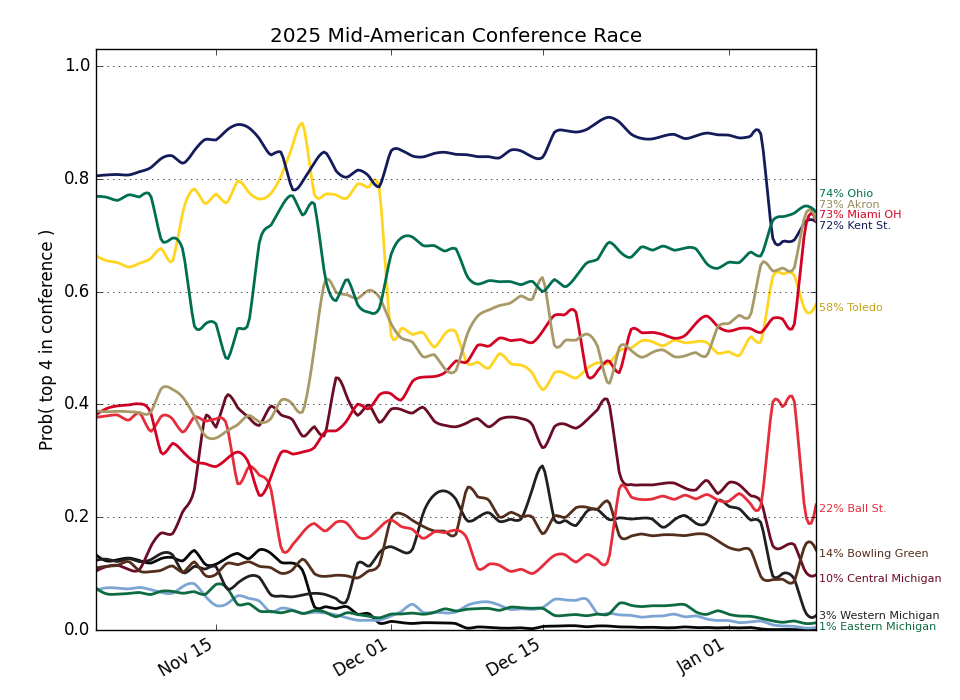 2025 Mid-American Conference Race
Prob( top 4 in conference )
1.0
0.8
0.6
0.4
0.2
0.0
Nov 15
Dec 01
Dec 15
Jan 01
74% Ohio
73% Akron
73% Miami OH
72% Kent St.
58% Toledo
22% Ball St.
14% Bowling Green
10% Central Michigan
3% Western Michigan
1% Eastern Michigan